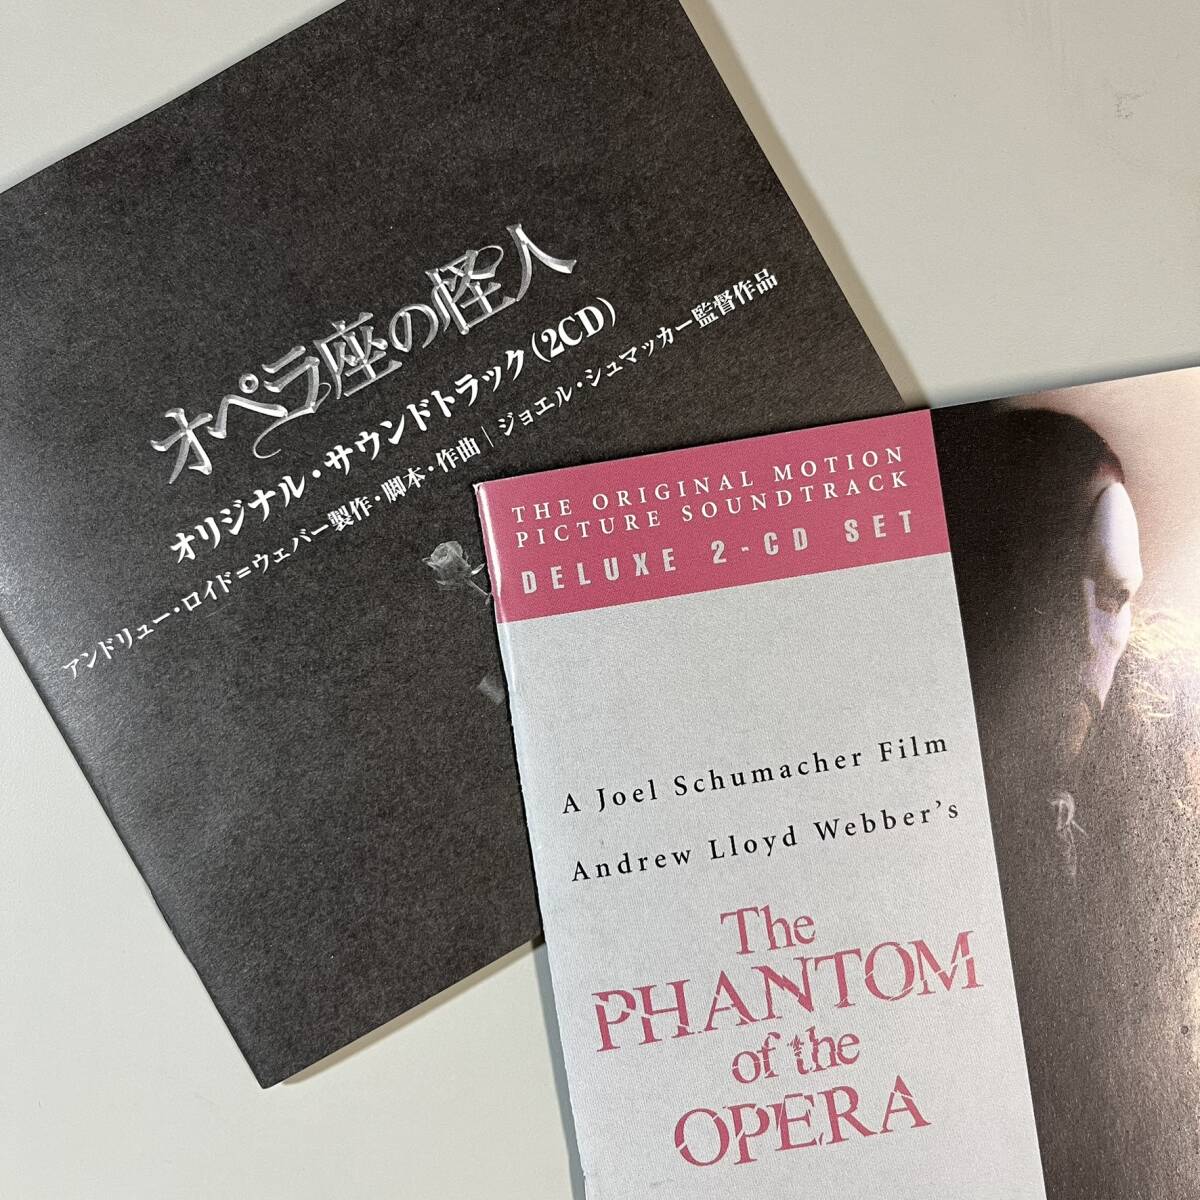 オペラ座の怪人
オリジナル・サウンドトラック(2CD)
アンドリュー・ロイド=ウェバー製作・脚本・作曲|ジョエル・シュマッカー監督作品
THE ORIGINAL MOTION
PICTURE SOUNDTRACK
DELUXE 2-CD SET
A Joel Schumacher Film
Andrew Lloyd Webber's
The
PHANTOM
of the
OPERA